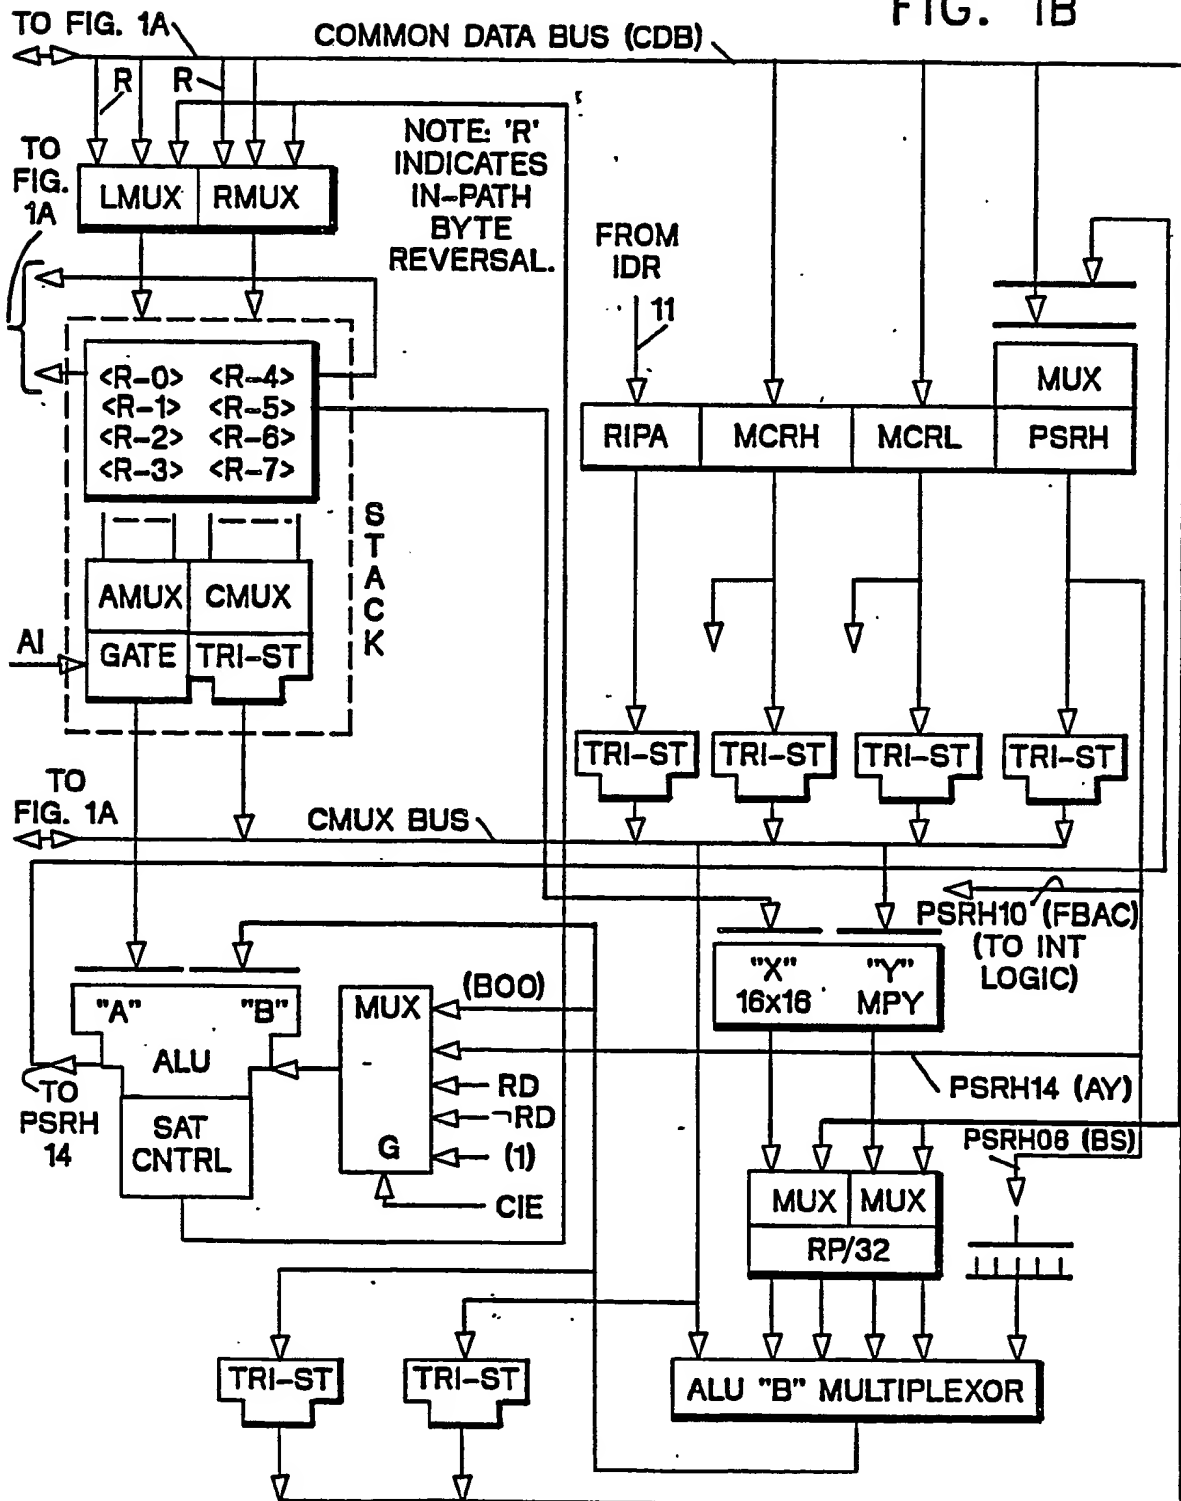 FIG. 1B
TO FIG. 1A
COMMON DATA BUS (CDB)
R R
NOTE: 'R'
INDICATES
IN-PATH
BYTE
REVERSAL.
TO
FIG.
1A
LMUX RMUX
FROM
IDR
11
<R-0> <R-4>
<R-1> <R-5>
<R-2> <R-6>
<R-3> <R-7>
MUX
RIPA MCRH MCRL PSRH
STACK
AMUX CMUX
AI
GATE TRI-ST
TRI-ST TRI-ST TRI-ST TRI-ST
TO
FIG. 1A
CMUX BUS
PSRH10 (FBAC)
(TO INT
LOGIC)
"X" "Y"
16x16 MPY
"A" "B"
ALU
SAT
CNTRL
TO
PSRH
14
MUX
(BOO)
RD
¬RD
G
(1)
CIE
PSRH14 (AY)
PSRH08 (BS)
MUX MUX
RP/32
TRI-ST TRI-ST
ALU "B" MULTIPLEXOR